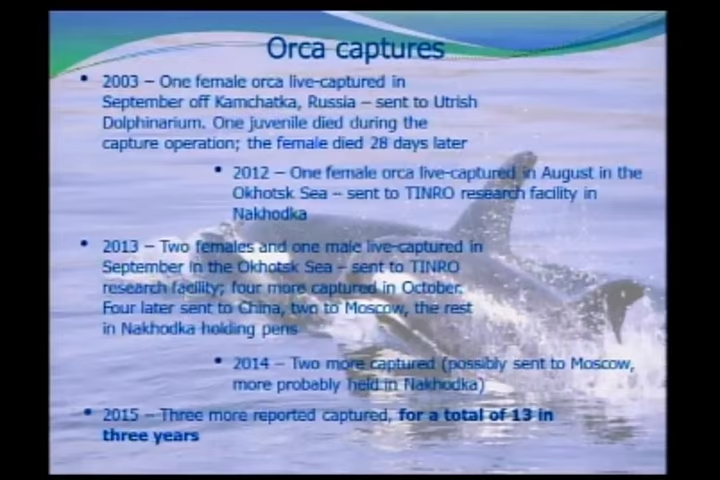 Orca captures
• 2003 – One female orca live-captured in
September off Kamchatka, Russia – sent to Utrish
Dolphinarium. One juvenile died during the
capture operation; the female died 28 days later
• 2012 – One female orca live-captured in August in the
Okhotsk Sea – sent to TINRO research facility in
Nakhodka
• 2013 – Two females and one male live-captured in
September in the Okhotsk Sea – sent to TINRO
research facility; four more captured in October.
Four later sent to China, two to Moscow, the rest
in Nakhodka holding pens
• 2014 – Two more captured (possibly sent to Moscow,
more probably held in Nakhodka)
• 2015 – Three more reported captured, for a total of 13 in
three years